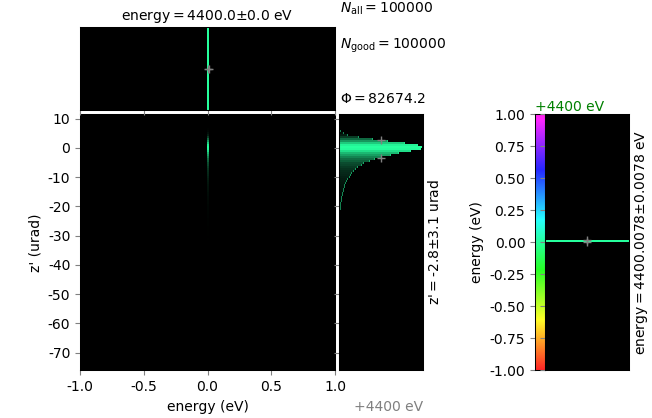 energy = 4400.0±0.0 eV
N_all = 100000
N_good = 100000
Φ = 82674.2
10
0
-10
-20
-30
-40
-50
-60
-70
z' (urad)
-1.0
-0.5
0.0
0.5
1.0
energy (eV)
+4400 eV
z' = -2.8±3.1 urad
+4400 eV
1.00
0.75
0.50
0.25
0.00
-0.25
-0.50
-0.75
-1.00
energy (eV)
energy = 4400.0078±0.0078 eV